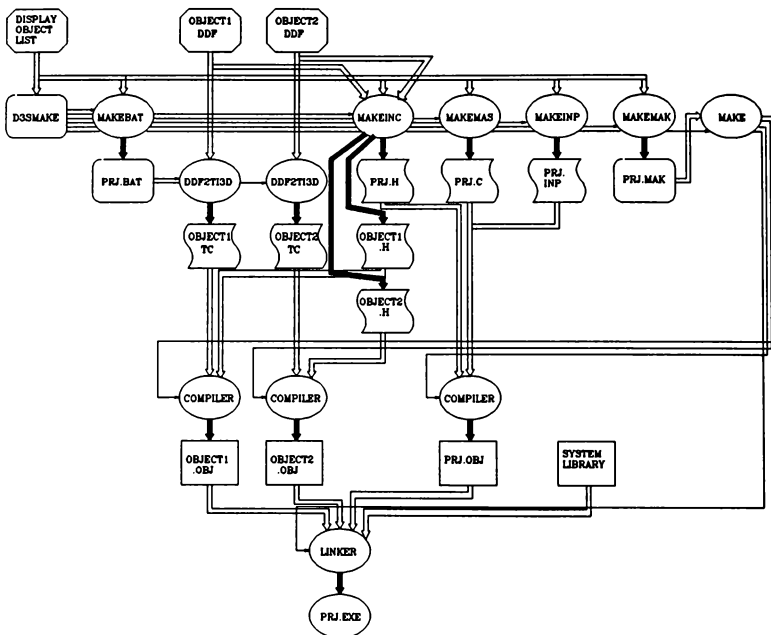 DISPLAY
OBJECT
LIST
OBJECT1
DDF
OBJECT2
DDF
D3SMAKE
MAKEBAT
MAKEINC
MAKEMAS
MAKEINP
MAKEMAK
MAKE
PRJ.BAT
DDF2TI3D
DDF2TI3D
PRJ.H
PRJ.C
PRJ.
INP
PRJ.MAK
OBJECT1
TC
OBJECT2
TC
OBJECT1
.H
OBJECT2
.H
COMPILER
COMPILER
COMPILER
OBJECT1
.OBJ
OBJECT2
.OBJ
PRJ.OBJ
SYSTEM
LIBRARY
LINKER
PRJ.EXE